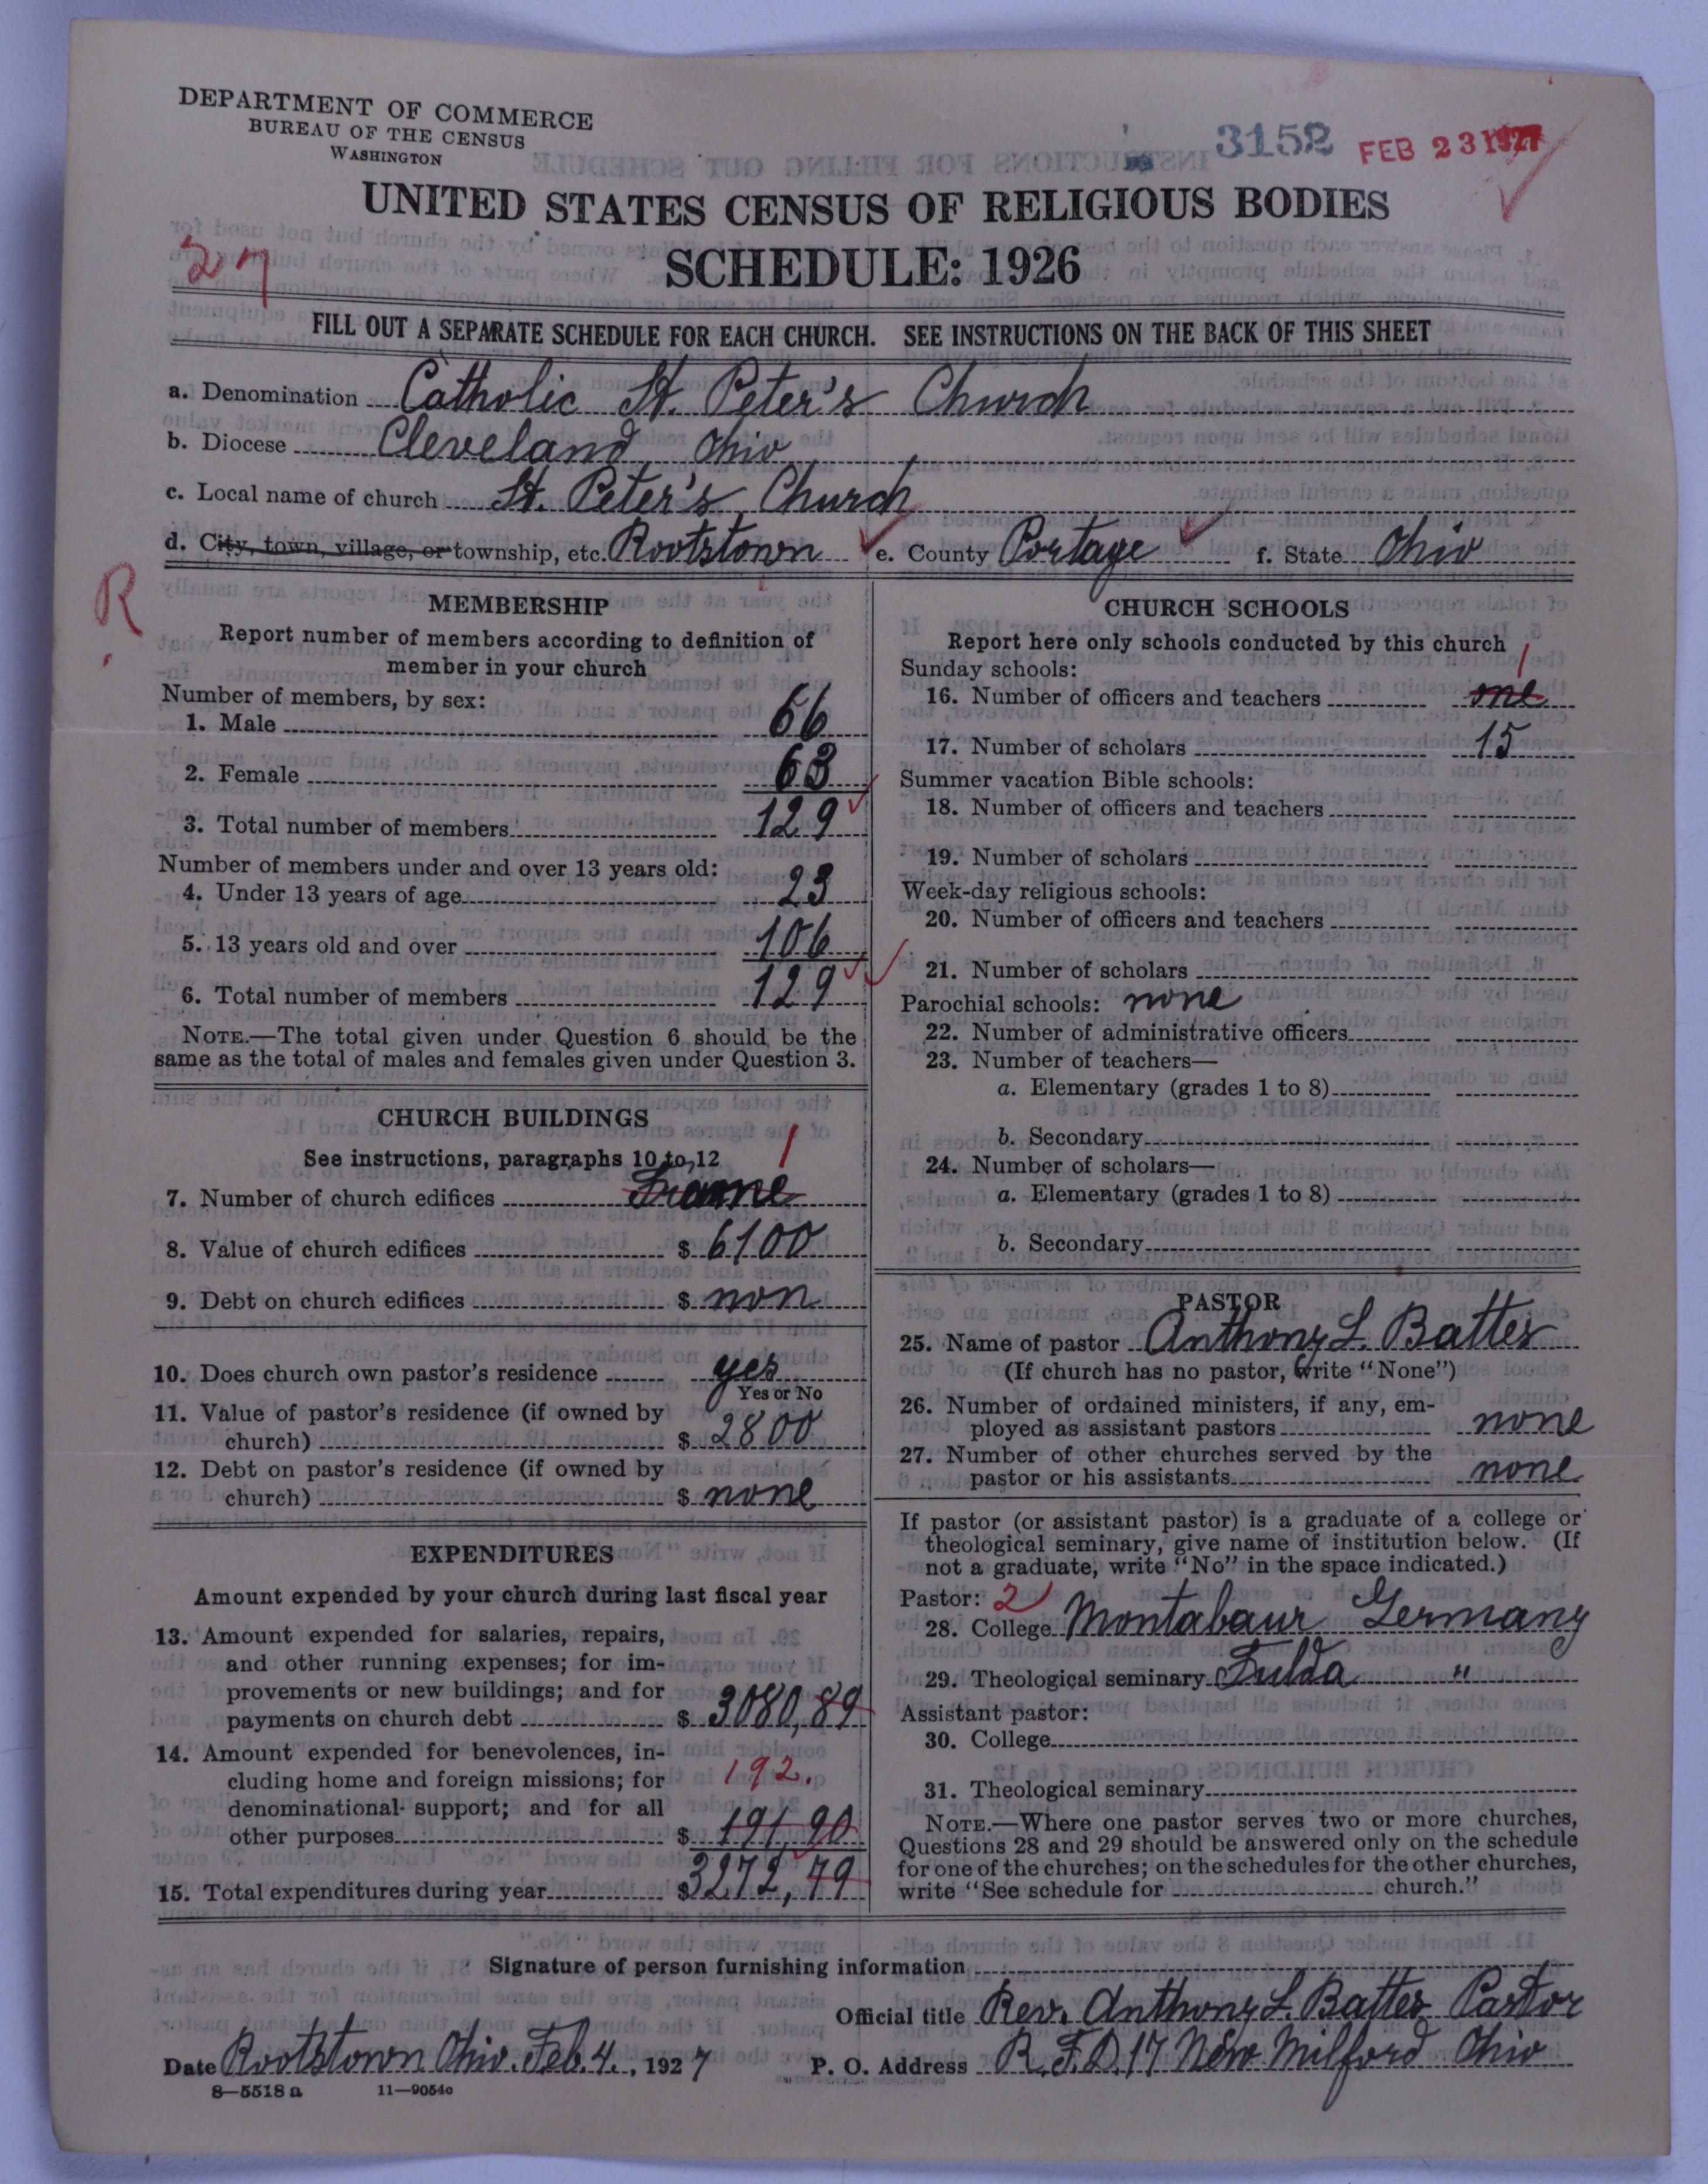 DEPARTMENT OF COMMERCE
BUREAU OF THE CENSUS
WASHINGTON
3152 FEB 23 1927
UNITED STATES CENSUS OF RELIGIOUS BODIES
27
SCHEDULE: 1926
FILL OUT A SEPARATE SCHEDULE FOR EACH CHURCH. SEE INSTRUCTIONS ON THE BACK OF THIS SHEET
a. Denomination Catholic St. Peter's Church
b. Diocese Cleveland Ohio
c. Local name of church St. Peter's Church
d. City, town, village, or township, etc. Rootstown e. County Portage f. State Ohio
R
MEMBERSHIP
Report number of members according to definition of
member in your church
Number of members, by sex:
1. Male 66
2. Female 63
3. Total number of members 129
Number of members under and over 13 years old:
4. Under 13 years of age 23
5. 13 years old and over 106
6. Total number of members 129
NOTE.—The total given under Question 6 should be the
same as the total of males and females given under Question 3.
CHURCH BUILDINGS
See instructions, paragraphs 10 to 12
1
7. Number of church edifices Frame
8. Value of church edifices $ 6100
9. Debt on church edifices $ non
10. Does church own pastor's residence yes
Yes or No
11. Value of pastor's residence (if owned by
church) $ 2800
12. Debt on pastor's residence (if owned by
church) $ none
EXPENDITURES
Amount expended by your church during last fiscal year
13. Amount expended for salaries, repairs,
and other running expenses; for im-
provements or new buildings; and for
payments on church debt $ 3080,89
14. Amount expended for benevolences, in-
cluding home and foreign missions; for 192.
denominational support; and for all
other purposes $ 191,90
15. Total expenditures during year $3272,79
CHURCH SCHOOLS
Report here only schools conducted by this church
Sunday schools: 1
16. Number of officers and teachers one
17. Number of scholars 15
Summer vacation Bible schools:
18. Number of officers and teachers
19. Number of scholars
Week-day religious schools:
20. Number of officers and teachers
21. Number of scholars
Parochial schools: none
22. Number of administrative officers
23. Number of teachers—
a. Elementary (grades 1 to 8)
b. Secondary
24. Number of scholars—
a. Elementary (grades 1 to 8)
b. Secondary
PASTOR
25. Name of pastor Anthony L. Battes
(If church has no pastor, write "None")
26. Number of ordained ministers, if any, em-
ployed as assistant pastors none
27. Number of other churches served by the
pastor or his assistants none
If pastor (or assistant pastor) is a graduate of a college or
theological seminary, give name of institution below. (If
not a graduate, write "No" in the space indicated.)
Pastor: 2
28. College Montabaur Germany
29. Theological seminary Fulda "
Assistant pastor:
30. College
31. Theological seminary
NOTE.—Where one pastor serves two or more churches,
Questions 28 and 29 should be answered only on the schedule
for one of the churches; on the schedules for the other churches,
write "See schedule for church."
Signature of person furnishing information
Official title Rev. Anthony L. Battes Pastor
Date Rootstown Ohio. Feb. 4., 1927 P. O. Address R.F.D. 17 New Milford Ohio
8—5518 a 11—9054c